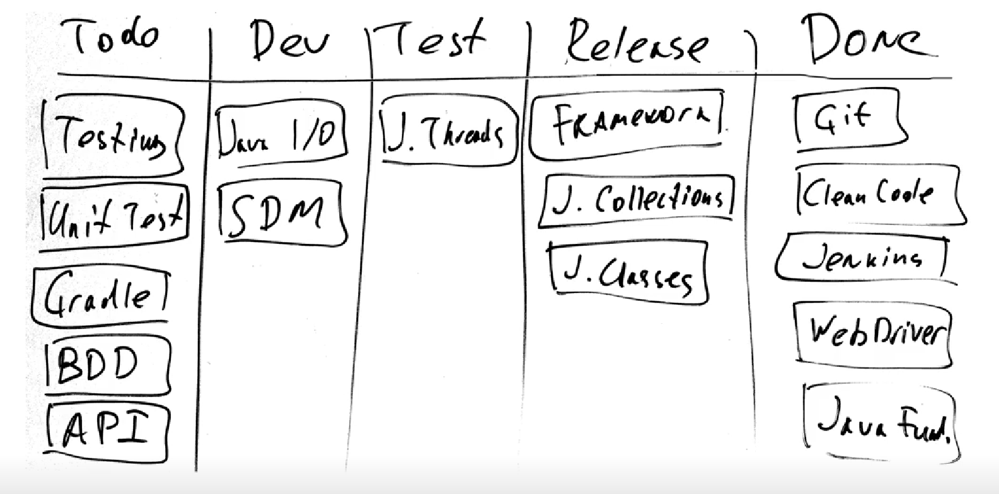 Todo Dev Test Release Done
Testing Java I/O J. Threads Framework Git
Unit Test SDM J. Collections Clean Code
Gradle J. Classes Jenkins
BDD WebDriver
API Java Fund.